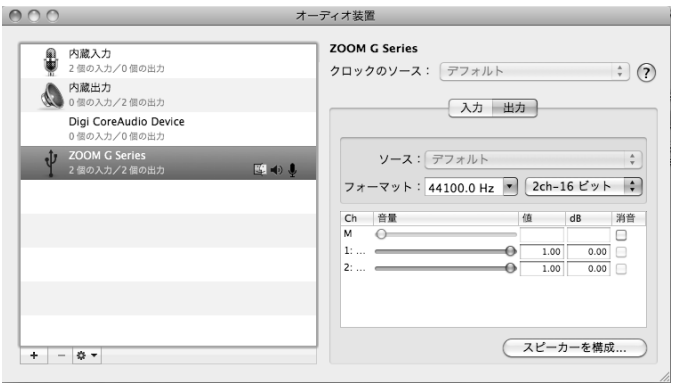 オーディオ装置
内蔵入力
2 個の入力／0 個の出力
内蔵出力
0 個の入力／2 個の出力
Digi CoreAudio Device
0 個の入力／0 個の出力
ZOOM G Series
2 個の入力／2 個の出力
+ −
ZOOM G Series
クロックのソース： デフォルト ?
入力 出力
ソース： デフォルト
フォーマット： 44100.0 Hz 2ch-16 ビット
Ch 音量 値 dB 消音
M
1: ... 1.00 0.00
2: ... 1.00 0.00
スピーカーを構成...